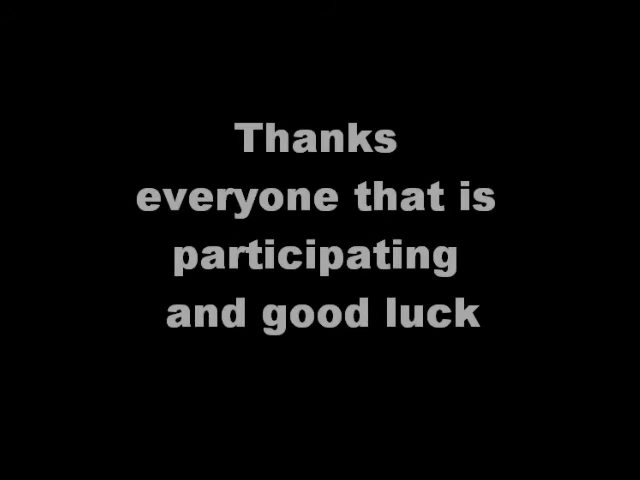 Thanks
everyone that is
participating
and good luck